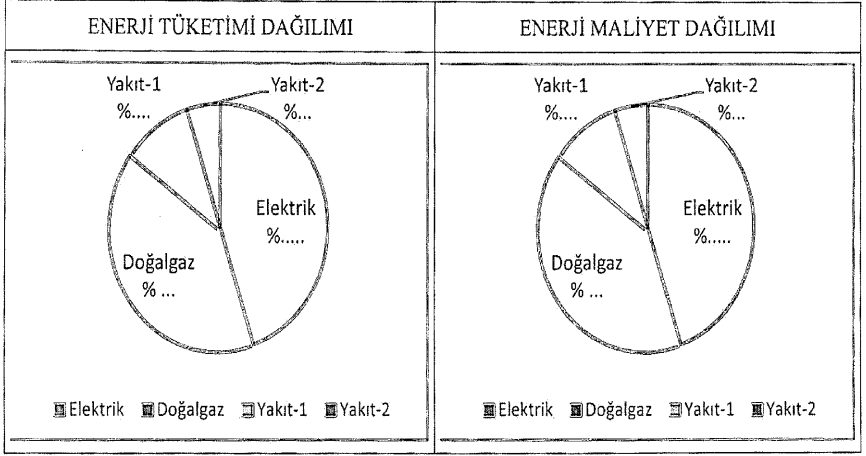 ENERJİ TÜKETİMİ DAĞILIMI
ENERJİ MALİYET DAĞILIMI
Yakıt-1
%....
Yakıt-2
%...
Elektrik
%.....
Doğalgaz
% ...
Elektrik Doğalgaz Yakıt-1 Yakıt-2
Yakıt-1
%....
Yakıt-2
%...
Elektrik
%.....
Doğalgaz
% ...
Elektrik Doğalgaz Yakıt-1 Yakıt-2